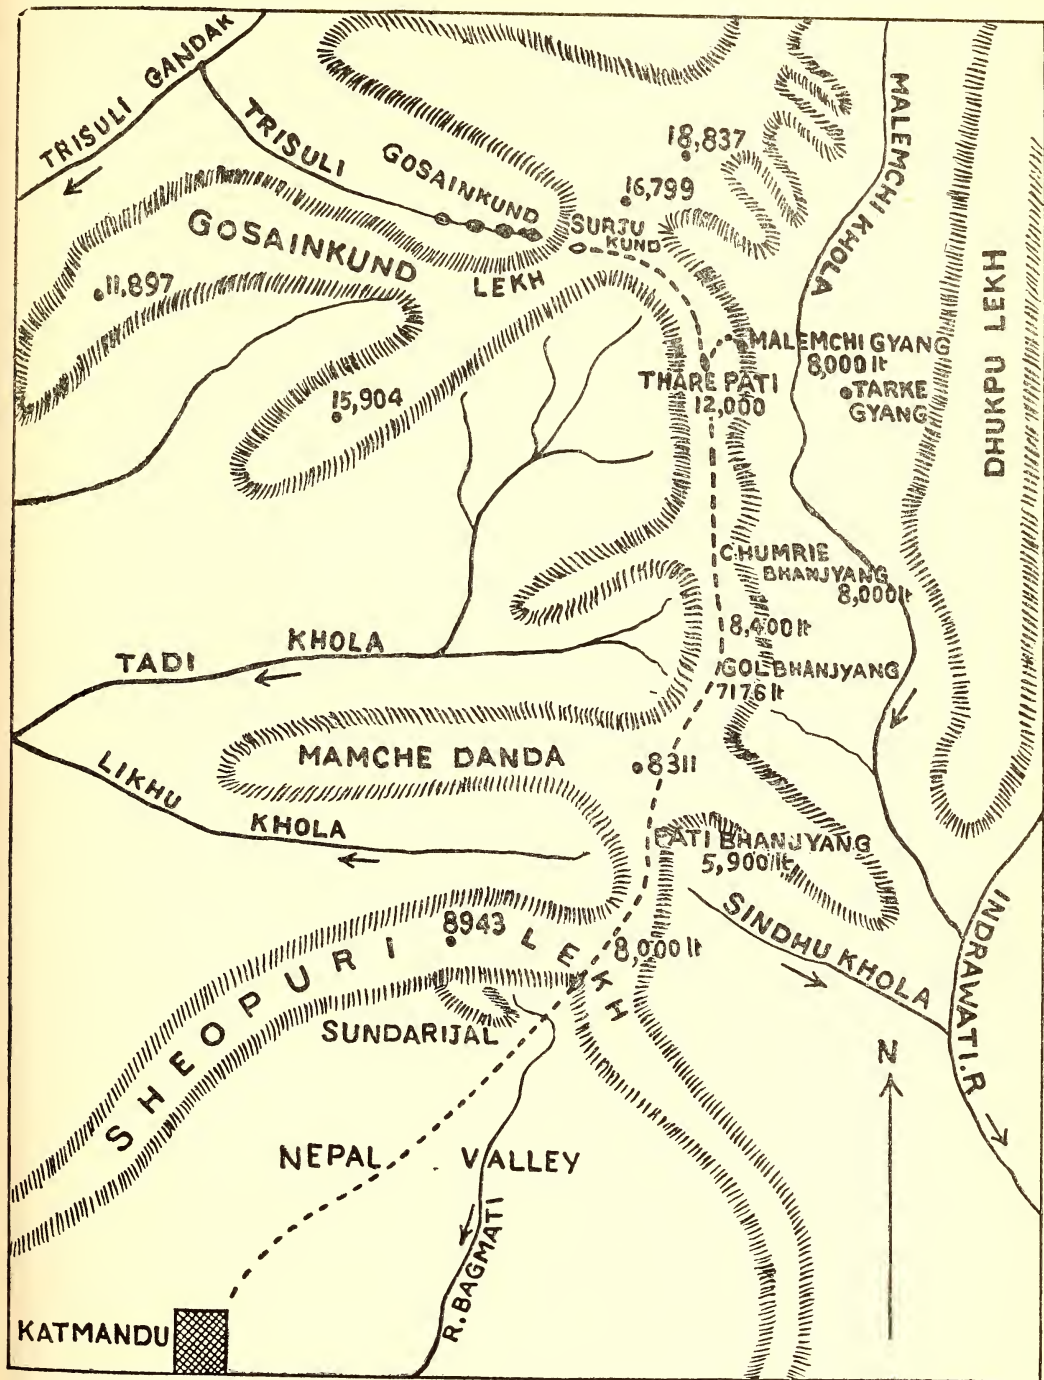 TRISULI GANDAK
TRISULI
GOSAINKUND
18,837
16,799
SURJU
KUND
MALEMCHI KHOLA
GOSAINKUND
LEKH
11,897
DHUKPU LEKH
MALEMCHI GYANG
8,000 ft
THARE PATI
12,000
TARKE
GYANG
15,904
CHUMRIE
BHANJYANG
8,000 ft
8,400 ft
KHOLA
TADI
GOL BHANJYANG
7176 ft
MAMCHE DANDA
8311
LIKHU
KHOLA
PATI BHANJYANG
5,900 ft
SINDHU KHOLA
INDRAWATI.R
8943
8,000 ft
SHEOPURI LEKH
SUNDARIJAL
N
NEPAL VALLEY
R. BAGMATI
KATMANDU